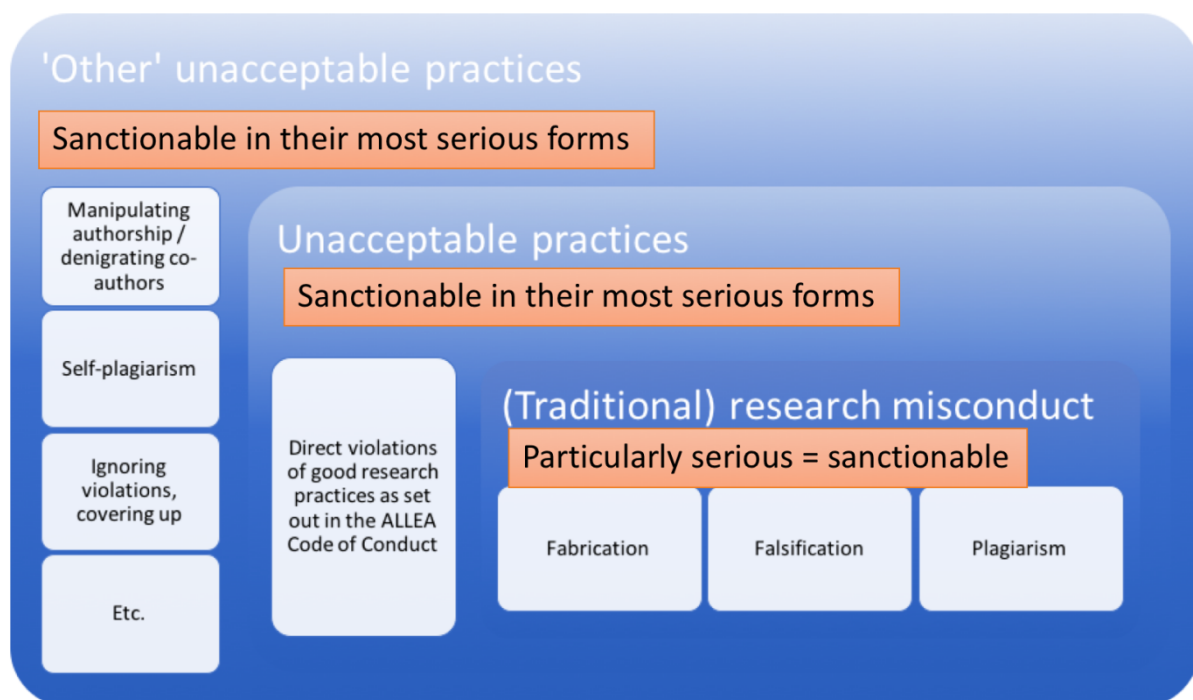 'Other' unacceptable practices
Sanctionable in their most serious forms
Manipulating
authorship /
denigrating co-
authors
Self-plagiarism
Ignoring
violations,
covering up
Etc.
Unacceptable practices
Sanctionable in their most serious forms
Direct violations
of good research
practices as set
out in the ALLEA
Code of Conduct
(Traditional) research misconduct
Particularly serious = sanctionable
Fabrication
Falsification
Plagiarism